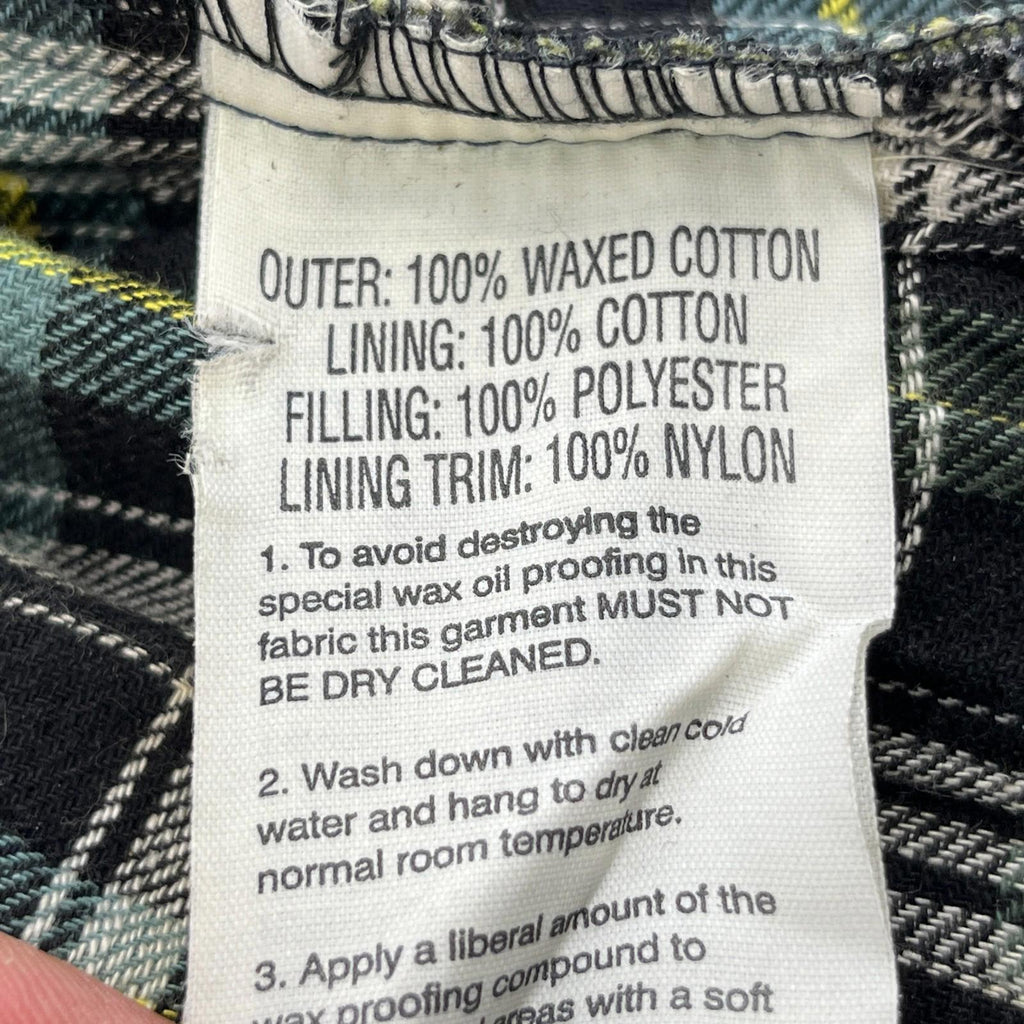 OUTER: 100% WAXED COTTON
LINING: 100% COTTON
FILLING: 100% POLYESTER
LINING TRIM: 100% NYLON
1. To avoid destroying the
special wax oil proofing in this
fabric this garment MUST NOT
BE DRY CLEANED.
2. Wash down with clean cold
water and hang to dry at
normal room temperature.
3. Apply a liberal amount of the
wax proofing compound to
areas with a soft